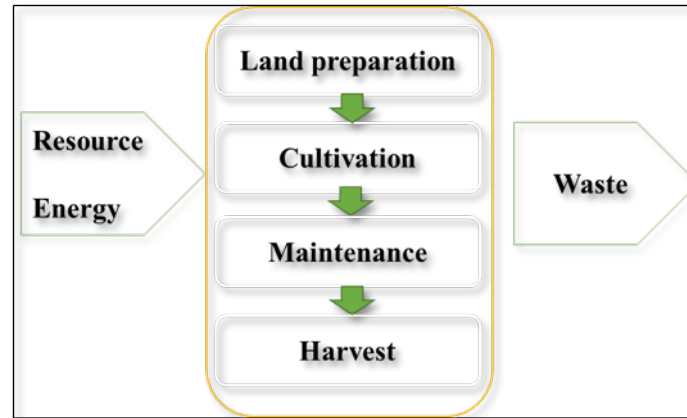 Resource
Energy
Land preparation
Cultivation
Maintenance
Harvest
Waste